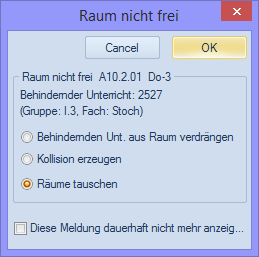 Raum nicht frei
Cancel
OK
Raum nicht frei A10.2.01 Do-3
Behindernder Unterricht: 2527
(Gruppe: I.3, Fach: Stoch)
Behindernden Unt. aus Raum verdrängen
Kollision erzeugen
Räume tauschen
Diese Meldung dauerhaft nicht mehr anzeig...